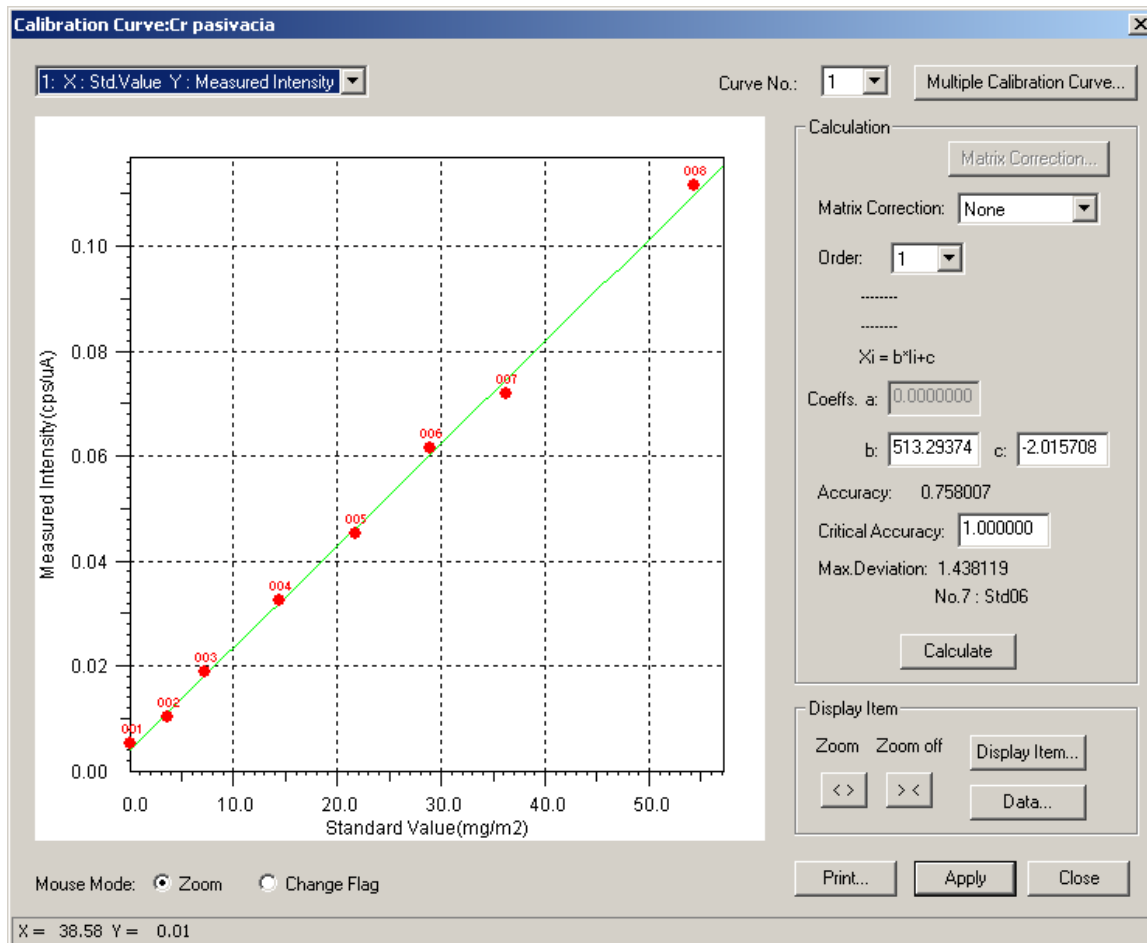 Calibration Curve:Cr pasivacia
1: X : Std.Value Y : Measured Intensity
Curve No.: 1 Multiple Calibration Curve...
Calculation
Matrix Correction...
Matrix Correction: None
Order: 1
--------
--------
Xi = b*Ii+c
Coeffs. a: 0.0000000
b: 513.29374 c: -2.015708
Accuracy: 0.758007
Critical Accuracy: 1.000000
Max.Deviation: 1.438119
No.7 : Std06
Calculate
Measured Intensity(cps/uA)
0.10
0.08
0.06
0.04
0.02
0.00
001
002
003
004
005
006
007
008
0.0 10.0 20.0 30.0 40.0 50.0
Standard Value(mg/m2)
Display Item
Zoom Zoom off Display Item...
< > > < Data...
Mouse Mode: Zoom Change Flag
Print... Apply Close
X = 38.58 Y = 0.01